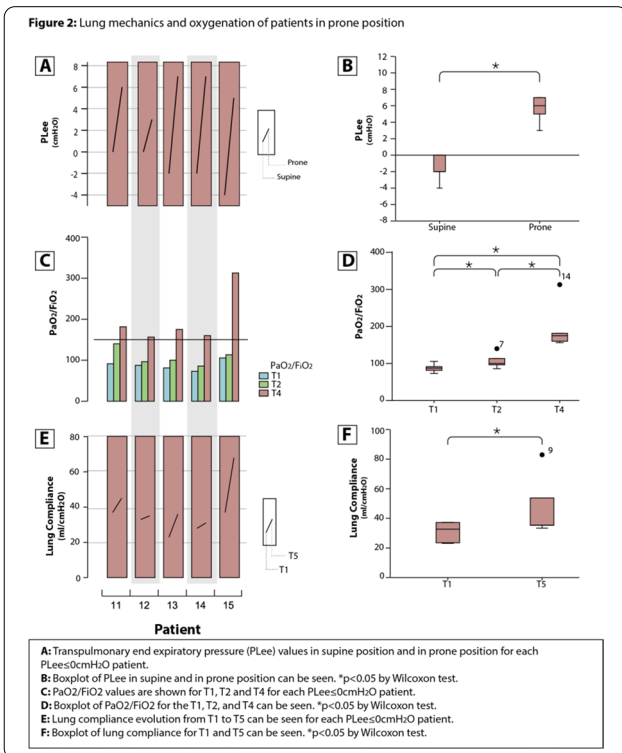 Figure 2: Lung mechanics and oxygenation of patients in prone position
A
8
6
4
2
0
-2
-4
PLee
(cmH2O)
Prone
Supine
B
12
10
8
6
4
2
0
-2
-4
-6
-8
PLee
(cmH2O)
*
Supine
Prone
C
400
300
200
100
0
PaO2/FiO2
PaO2/FiO2
T1
T2
T4
D
400
300
200
100
0
PaO2/FiO2
*
*
*
7
14
T1
T2
T4
E
80
60
40
20
0
Lung Compliance
(ml/cmH2O)
T5
T1
11
12
13
14
15
Patient
F
100
80
60
40
20
0
Lung Compliance
(ml/cmH2O)
*
9
T1
T5
A: Transpulmonary end expiratory pressure (PLee) values in supine position and in prone position for each
PLee≤0cmH2O patient.
B: Boxplot of PLee in supine and in prone position can be seen. *p<0.05 by Wilcoxon test.
C: PaO2/FiO2 values are shown for T1, T2 and T4 for each PLee≤0cmH2O patient.
D: Boxplot of PaO2/FiO2 for the T1, T2, and T4 can be seen. *p<0.05 by Wilcoxon test.
E: Lung compliance evolution from T1 to T5 can be seen for each PLee≤0cmH2O patient.
F: Boxplot of lung compliance for T1 and T5 can be seen. *p<0.05 by Wilcoxon test.